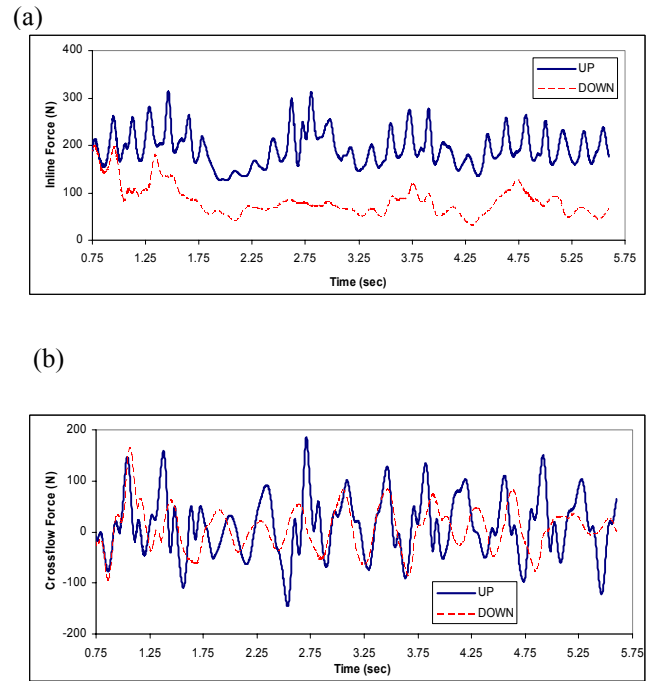 (a)
400
300
200
100
0
Inline Force (N)
UP
DOWN
0.75 1.25 1.75 2.25 2.75 3.25 3.75 4.25 4.75 5.25 5.75
Time (sec)
(b)
200
100
0
-100
-200
Crossflow Force (N)
UP
DOWN
0.75 1.25 1.75 2.25 2.75 3.25 3.75 4.25 4.75 5.25 5.75
Time (sec)